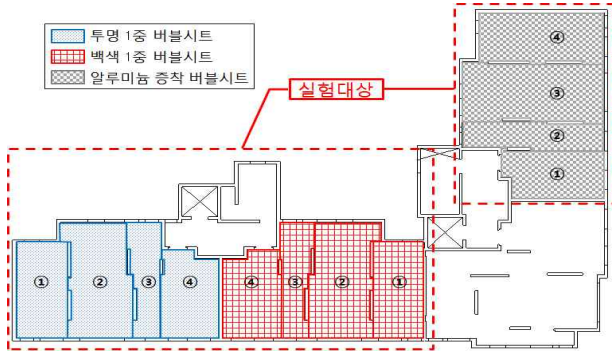 투명 1중 버블시트
백색 1중 버블시트
알루미늄 증착 버블시트
실험대상
④
③
②
①
① ② ③ ④ ④ ③ ② ①